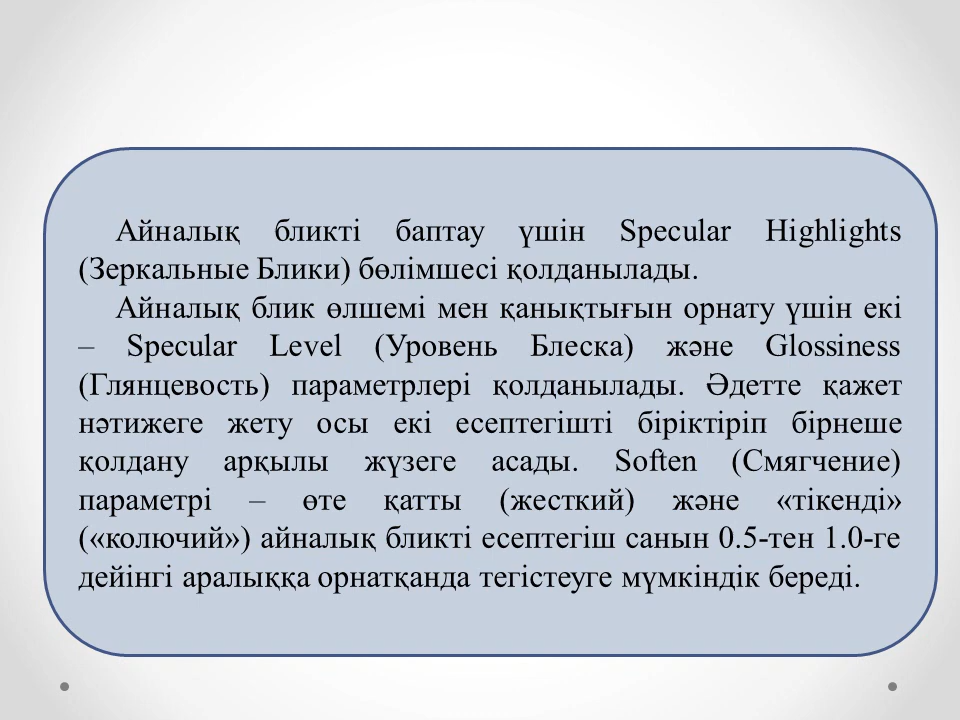 Айналық бликті баптау үшін Specular Highlights
(Зеркальные Блики) бөлімшесі қолданылады.
Айналық блик өлшемі мен қанықтығын орнату үшін екі
– Specular Level (Уровень Блеска) және Glossiness
(Глянцевость) параметрлері қолданылады. Әдетте қажет
нәтижеге жету осы екі есептегішті біріктіріп бірнеше
қолдану арқылы жүзеге асады. Soften (Смягчение)
параметрі – өте қатты (жесткий) және «тікенді»
(«колючий») айналық бликті есептегіш санын 0.5-тен 1.0-ге
дейінгі аралыққа орнатқанда тегістеуге мүмкіндік береді.